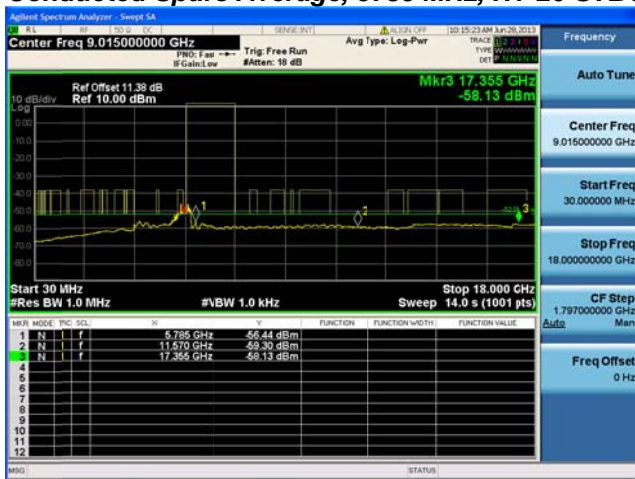 Agilent Spectrum Analyzer - Swept SA
RL RF 50 Ω DC SENSE:INT ALIGN OFF 10:15:23 AM Jun 28, 2013
Center Freq 9.015000000 GHz
PNO: Fast Trig: Free Run
IFGain:Low #Atten: 18 dB
Avg Type: Log-Pwr
TRACE 1 2 3 4 5 6
TYPE
DET P N N N N N
Mkr3 17.355 GHz
-58.13 dBm
Ref Offset 11.38 dB
10 dB/div Ref 10.00 dBm
Log
0.00
-10.0
-20.0
-30.0
-40.0
-50.0
-60.0
-70.0
-80.0
1
2
3
Start 30 MHz
Stop 18.000 GHz
#Res BW 1.0 MHz #VBW 1.0 kHz Sweep 14.0 s (1001 pts)
MKR MODE TRC SCL X Y FUNCTION FUNCTION WIDTH FUNCTION VALUE
1 N 1 f 5.785 GHz -56.44 dBm
2 N 1 f 11.570 GHz -59.30 dBm
3 N 1 f 17.355 GHz -58.13 dBm
4
5
6
7
8
9
10
11
12
MSG STATUS
Frequency
Auto Tune
Center Freq
9.015000000 GHz
Start Freq
30.000000 MHz
Stop Freq
18.000000000 GHz
CF Step
1.797000000 GHz
Auto Man
Freq Offset
0 Hz